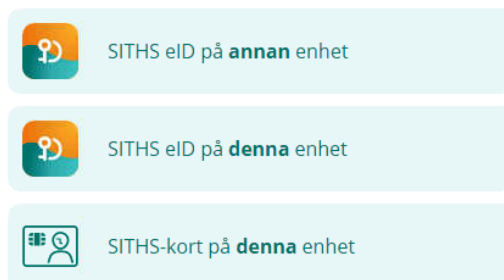 SITHS eID på annan enhet
SITHS eID på denna enhet
SITHS-kort på denna enhet